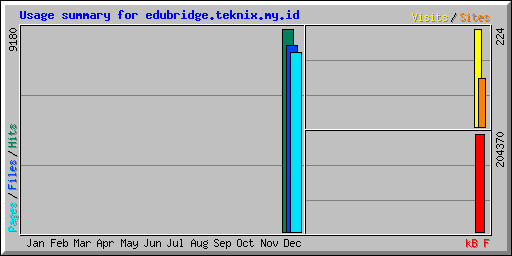 Usage summary for edubridge.teknix.my.id
Visits/Sites
9180
224
Pages/Files/Hits
204370
Jan Feb Mar Apr May Jun Jul Aug Sep Oct Nov Dec
kB F